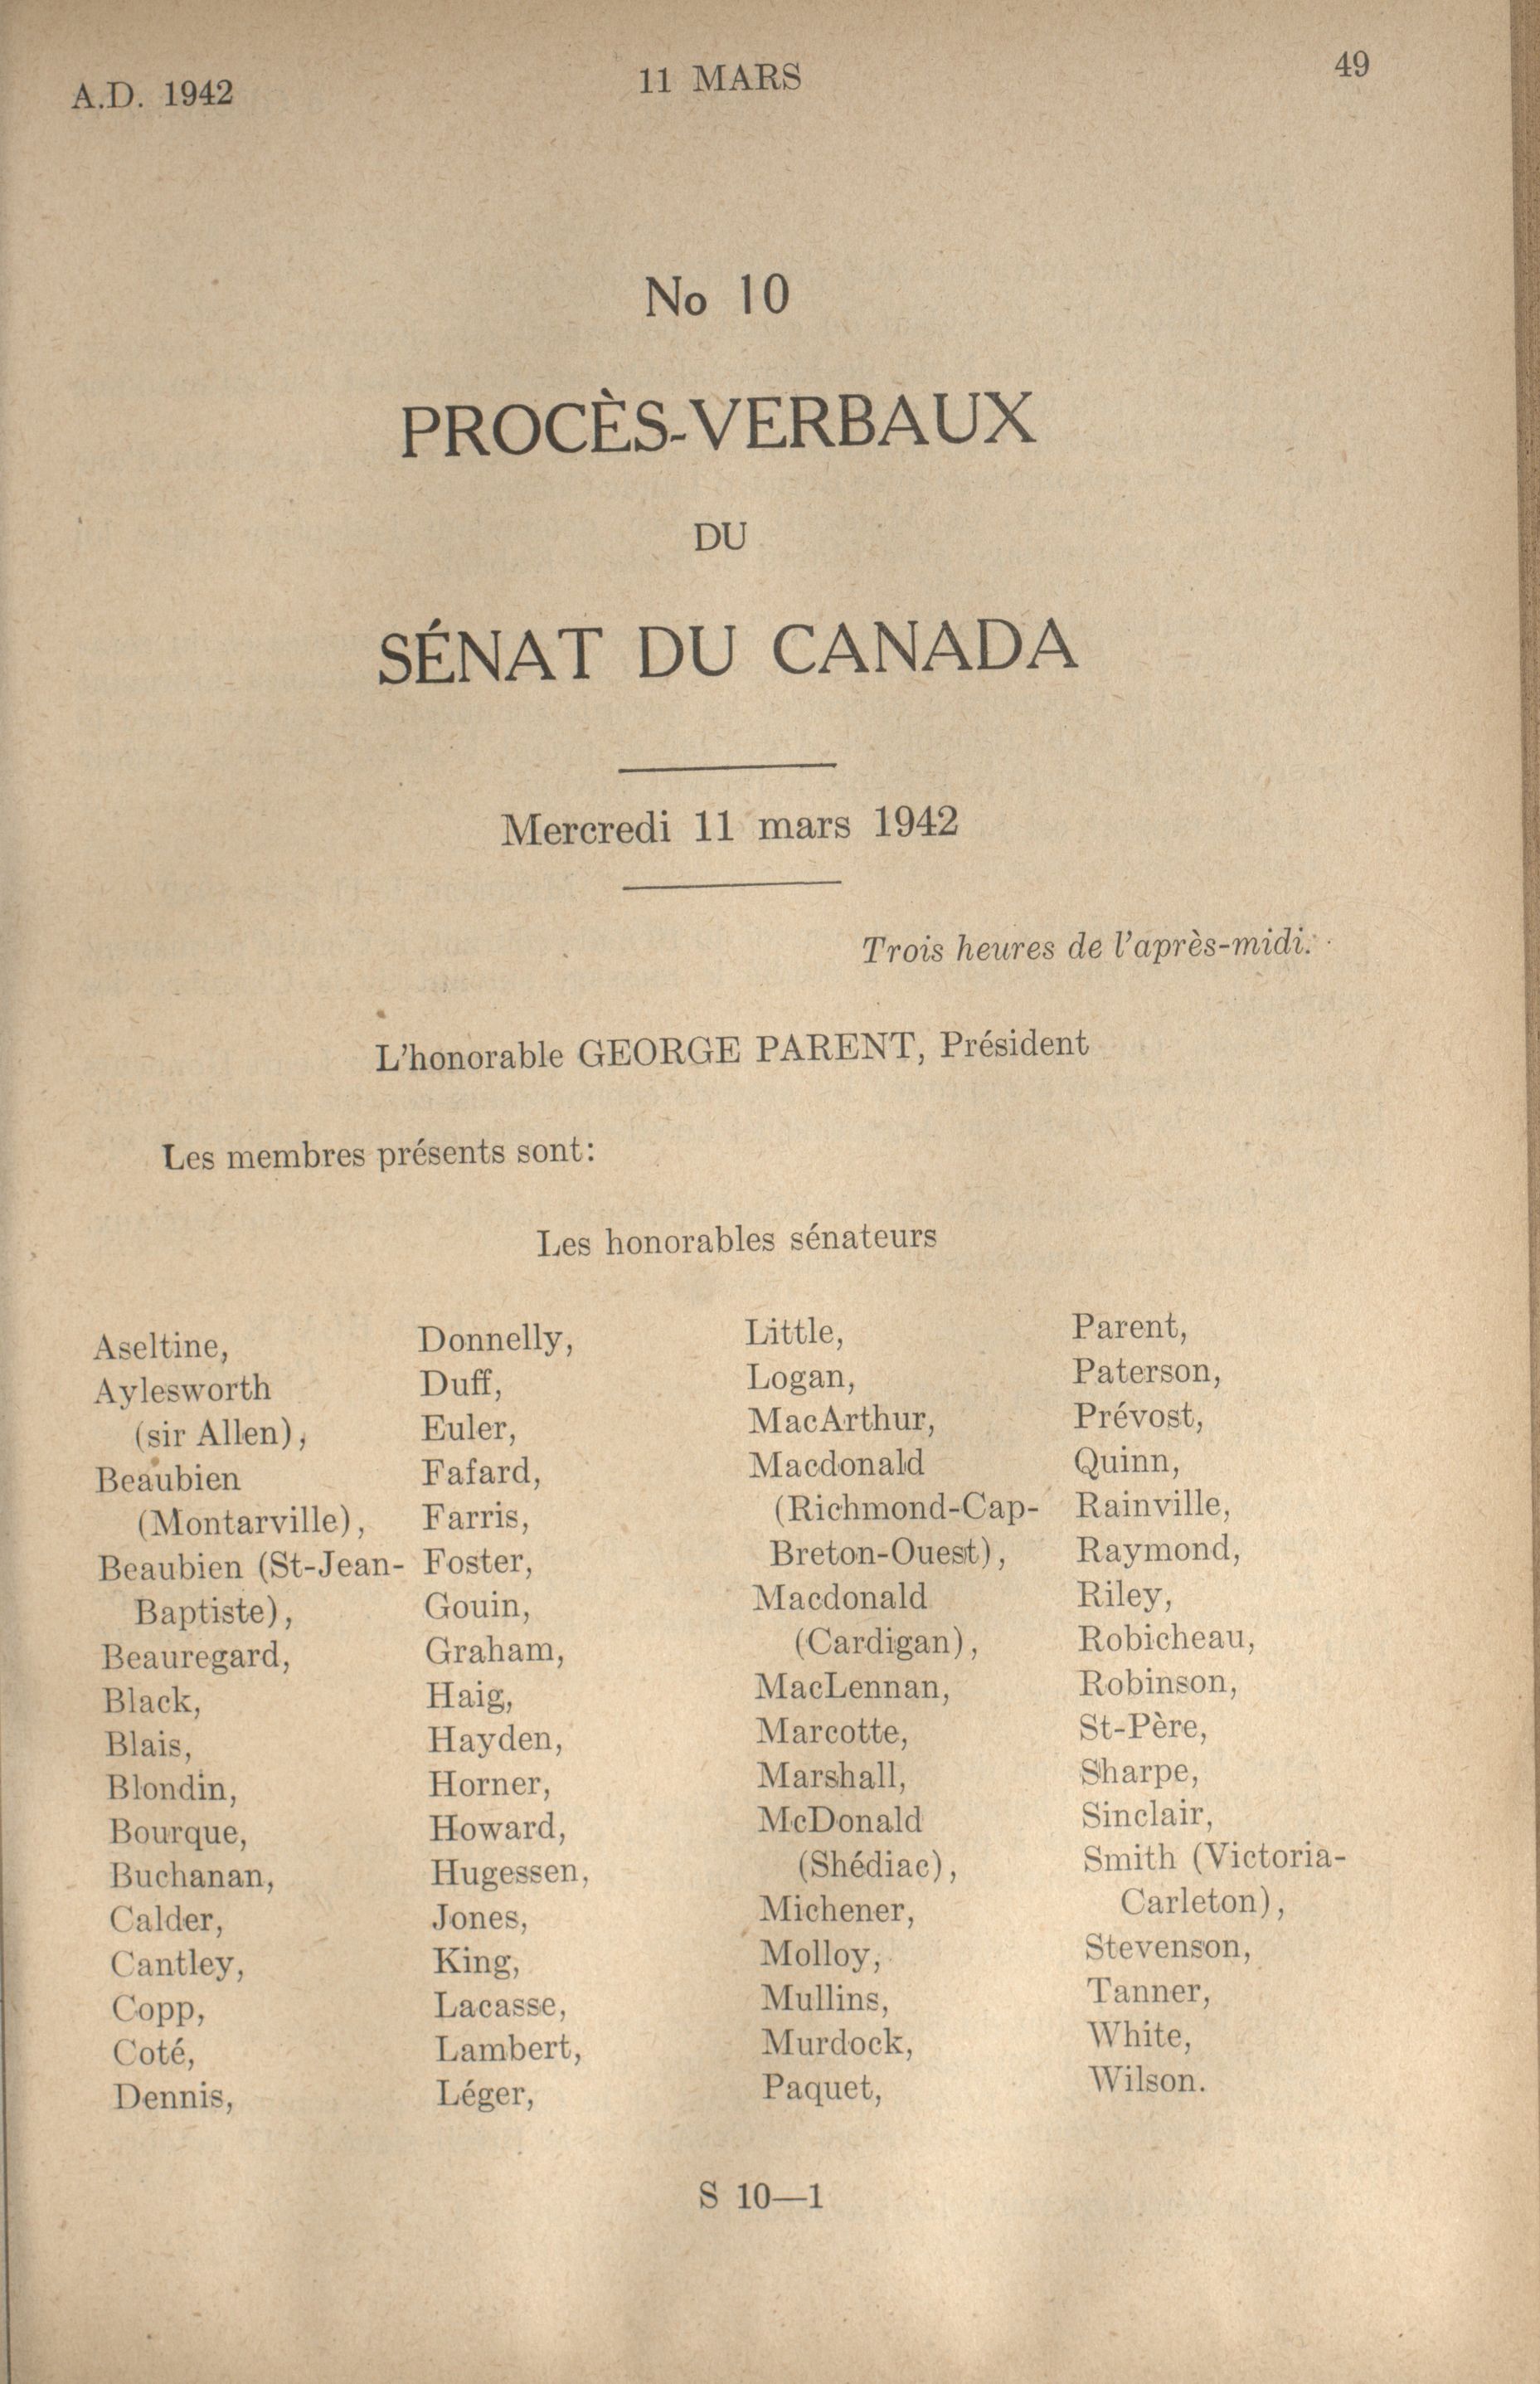 A.D. 1942
11 MARS
49
No 10
PROCÈS-VERBAUX
DU
SÉNAT DU CANADA
Mercredi 11 mars 1942
Trois heures de l'après-midi.
L'honorable GEORGE PARENT, Président
Les membres présents sont:
Les honorables sénateurs
Aseltine,
Aylesworth
(sir Allen),
Beaubien
(Montarville),
Beaubien (St-Jean-
Baptiste),
Beauregard,
Black,
Blais,
Blondin,
Bourque,
Buchanan,
Calder,
Cantley,
Copp,
Coté,
Dennis,
Donnelly,
Duff,
Euler,
Fafard,
Farris,
Foster,
Gouin,
Graham,
Haig,
Hayden,
Horner,
Howard,
Hugessen,
Jones,
King,
Lacasse,
Lambert,
Léger,
Little,
Logan,
MacArthur,
Macdonald
(Richmond-Cap-
Breton-Ouest),
Macdonald
(Cardigan),
MacLennan,
Marcotte,
Marshall,
McDonald
(Shédiac),
Michener,
Molloy,
Mullins,
Murdock,
Paquet,
Parent,
Paterson,
Prévost,
Quinn,
Rainville,
Raymond,
Riley,
Robicheau,
Robinson,
St-Père,
Sharpe,
Sinclair,
Smith (Victoria-
Carleton),
Stevenson,
Tanner,
White,
Wilson.
S 10—1